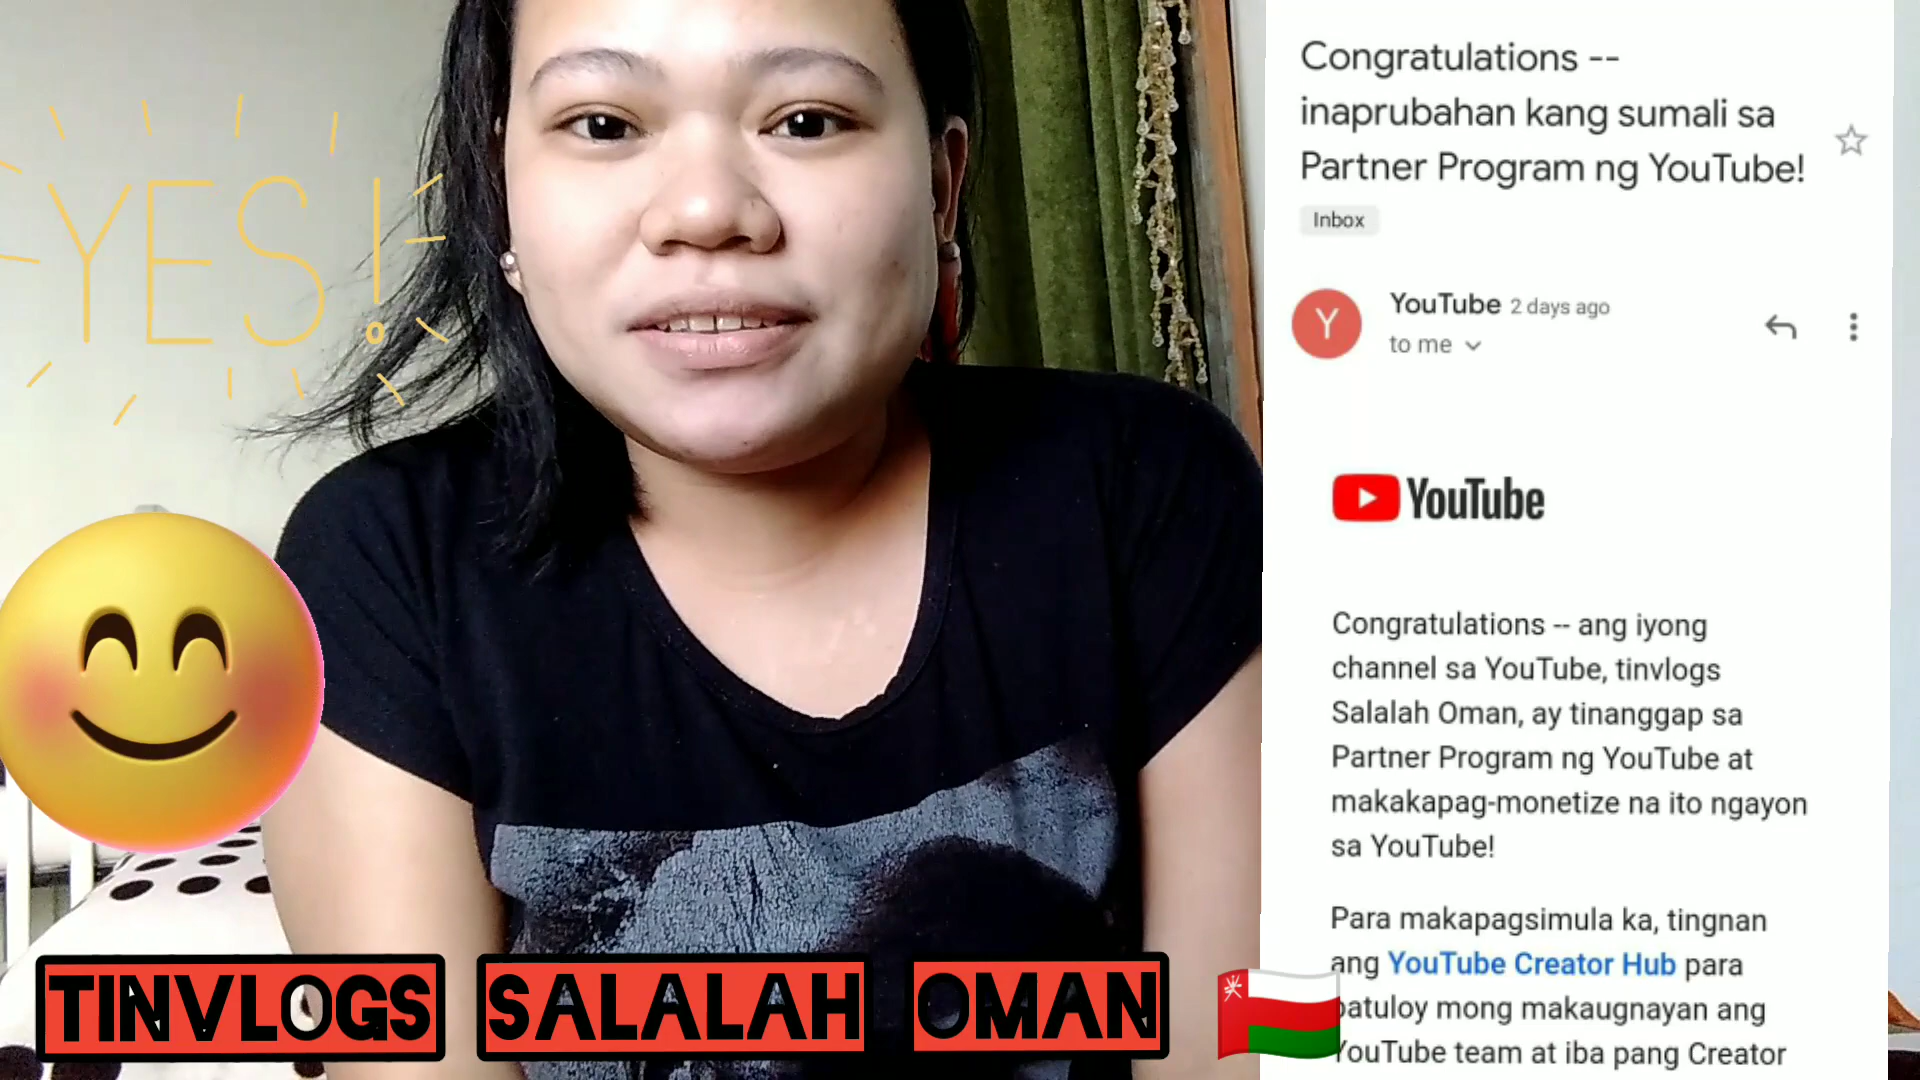 YES!
Congratulations --
inaprubahan kang sumali sa
Partner Program ng YouTube!
Inbox
Y
YouTube 2 days ago
to me
YouTube
Congratulations -- ang iyong
channel sa YouTube, tinvlogs
Salalah Oman, ay tinanggap sa
Partner Program ng YouTube at
makakapag-monetize na ito ngayon
sa YouTube!
Para makapagsimula ka, tingnan
ang YouTube Creator Hub para
patuloy mong makaugnayan ang
YouTube team at iba pang Creator
TINVLOGS SALALAH OMAN